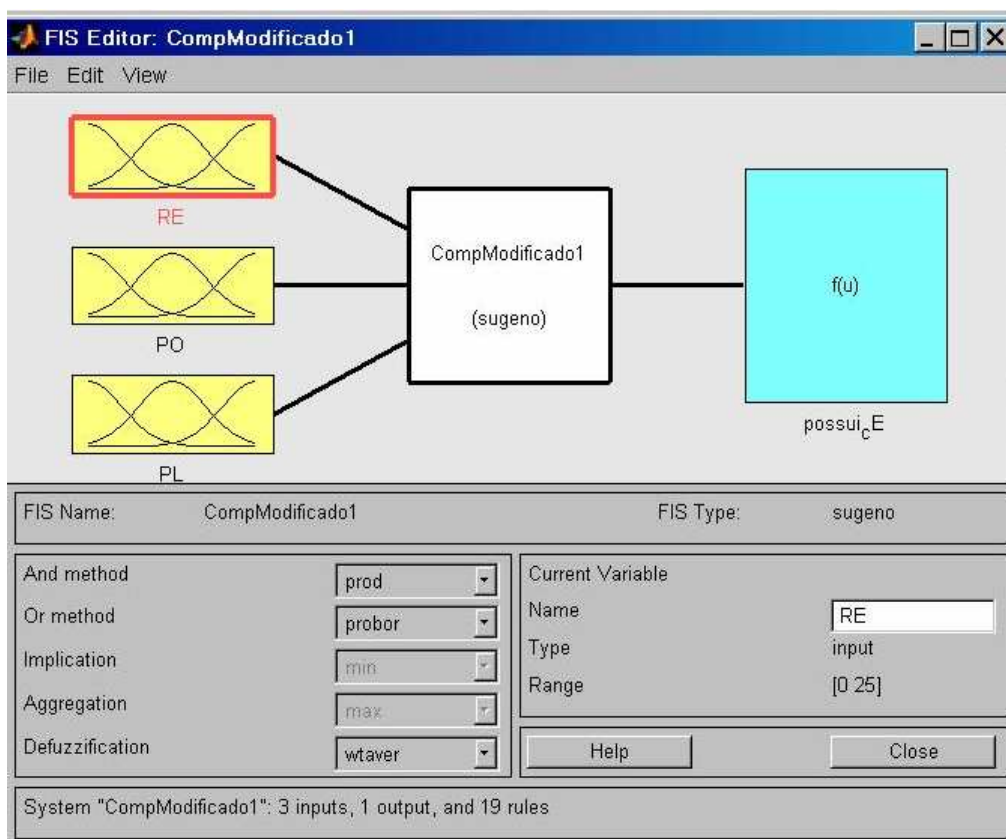 FIS Editor: CompModificado1
File Edit View
RE
PO
PL
CompModificado1
(sugeno)
f(u)
possui_cE
FIS Name: CompModificado1 FIS Type: sugeno
And method prod
Or method probor
Implication min
Aggregation max
Defuzzification wtaver
Current Variable
Name RE
Type input
Range [0 25]
Help Close
System "CompModificado1": 3 inputs, 1 output, and 19 rules